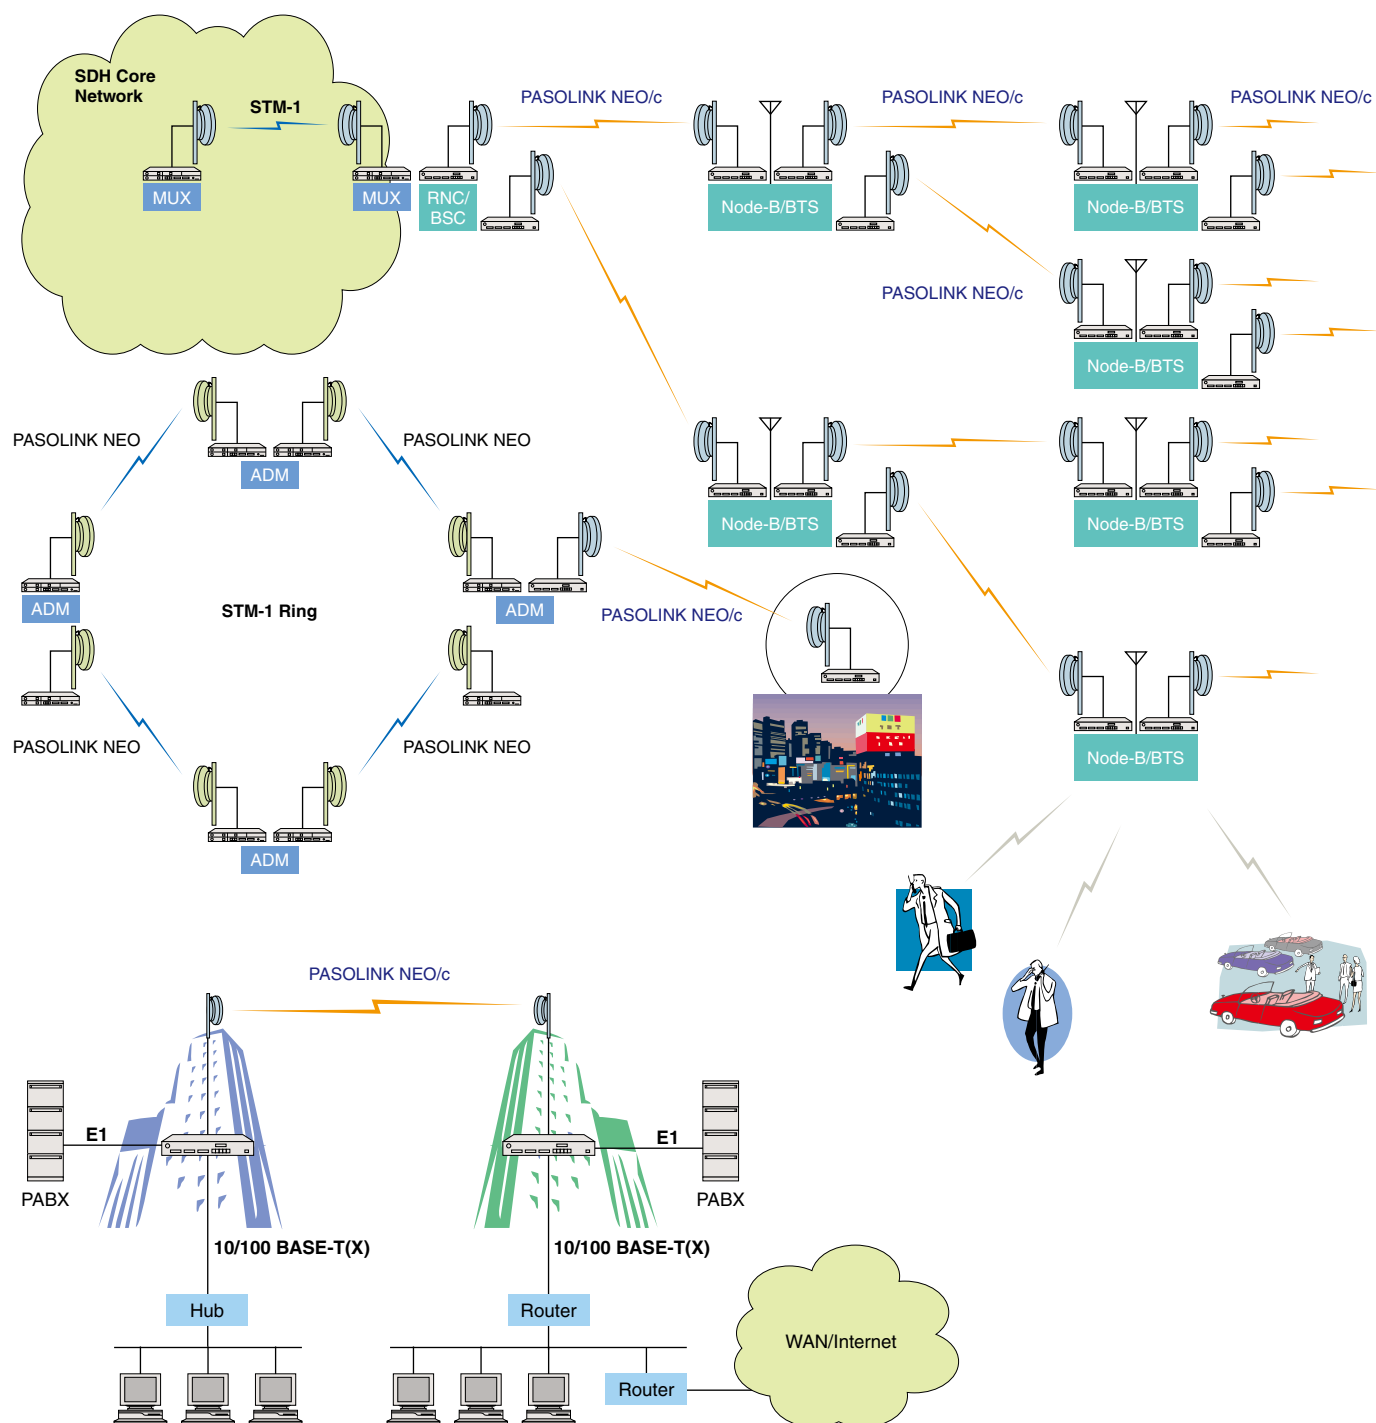 SDH Core
Network
STM-1
MUX
MUX
RNC/
BSC
PASOLINK NEO/c
PASOLINK NEO/c
PASOLINK NEO/c
Node-B/BTS
Node-B/BTS
PASOLINK NEO/c
Node-B/BTS
PASOLINK NEO
PASOLINK NEO
ADM
Node-B/BTS
Node-B/BTS
ADM
STM-1 Ring
ADM
PASOLINK NEO/c
PASOLINK NEO
PASOLINK NEO
Node-B/BTS
ADM
PASOLINK NEO/c
E1
E1
PABX
PABX
10/100 BASE-T(X)
10/100 BASE-T(X)
Hub
Router
WAN/Internet
Router